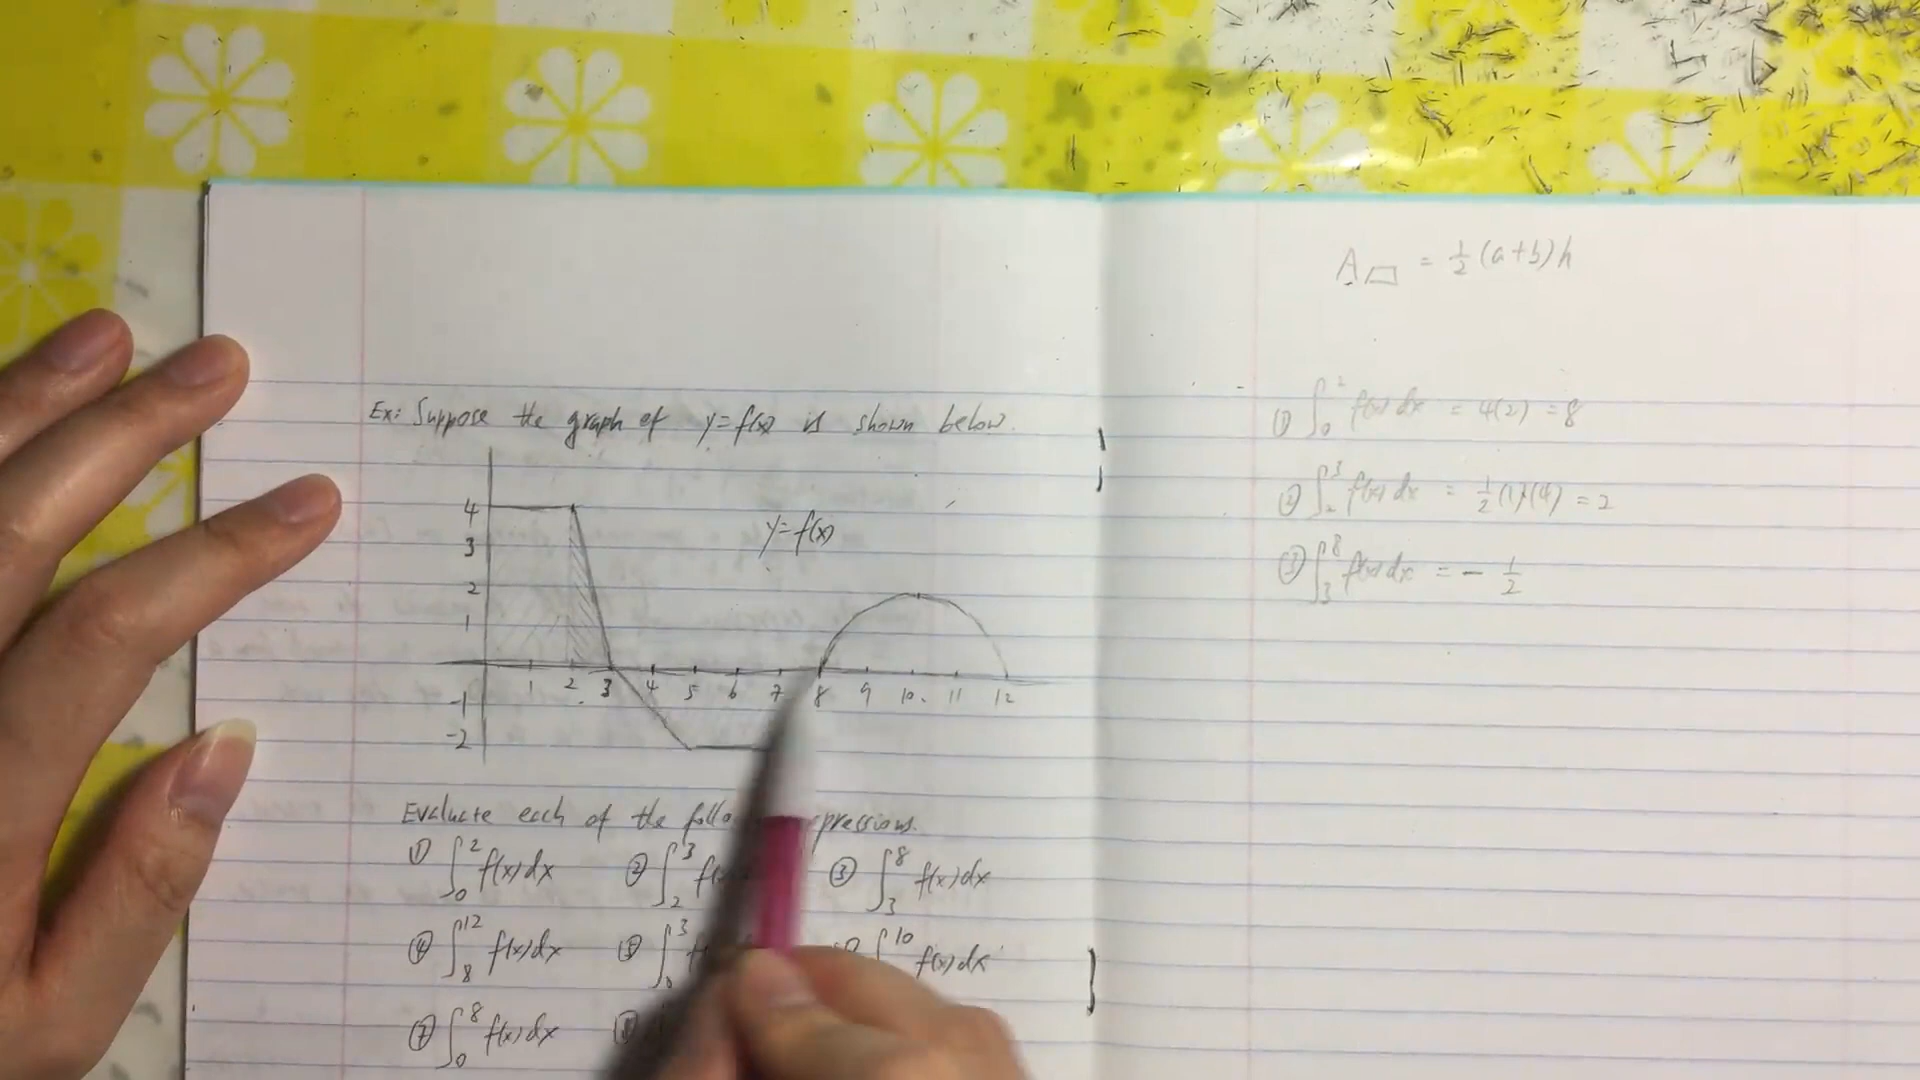 Ex: Suppose the graph of y=f(x) is shown below.
4
3
2
1
-1
-2
y=f(x)
1 2 3 4 5 6 7 8 9 10 11 12
Evaluate each of the
① ∫₀² f(x)dx ② ∫₂³ ③ ∫₃⁸ f(x)dx
④ ∫₈¹² f(x)dx ⑤ ∫₀³ ∫ ¹⁰ f(x)dx
⑦ ∫₀⁸ f(x)dx
A▱ = ½(a+b)h
① ∫₀² f(x)dx = 4(2) = 8
② ∫₂³ f(x)dx = ½(1)(4) = 2
③ ∫₃⁸ f(x)dx = - ½